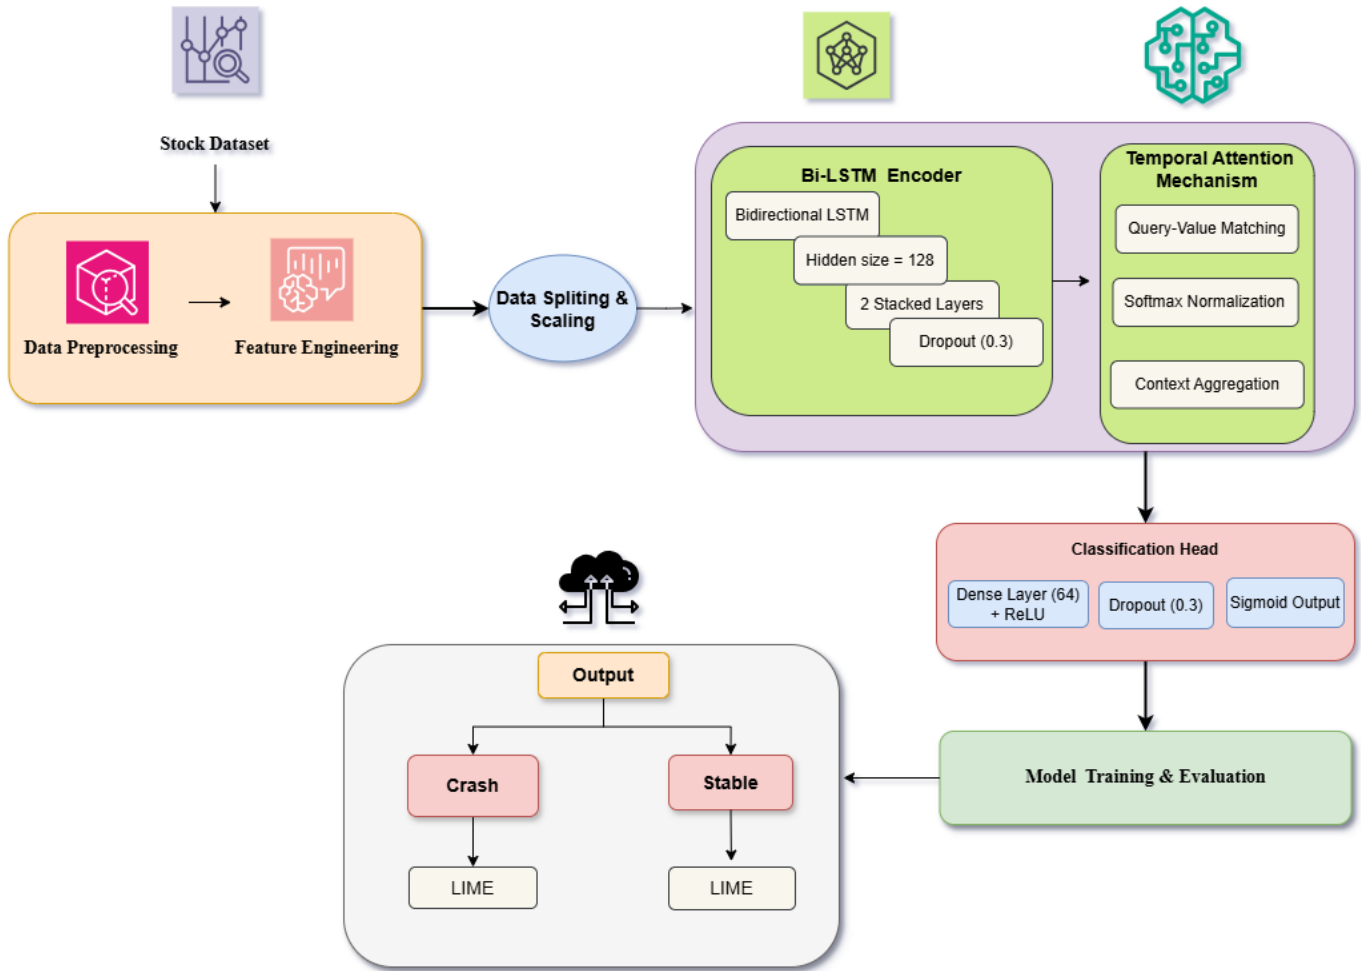 Stock Dataset
Data Preprocessing
Feature Engineering
Data Spliting &
Scaling
Bi-LSTM Encoder
Bidirectional LSTM
Hidden size = 128
2 Stacked Layers
Dropout (0.3)
Temporal Attention
Mechanism
Query-Value Matching
Softmax Normalization
Context Aggregation
Classification Head
Dense Layer (64)
+ ReLU
Dropout (0.3)
Sigmoid Output
Model Training & Evaluation
Output
Crash
Stable
LIME
LIME